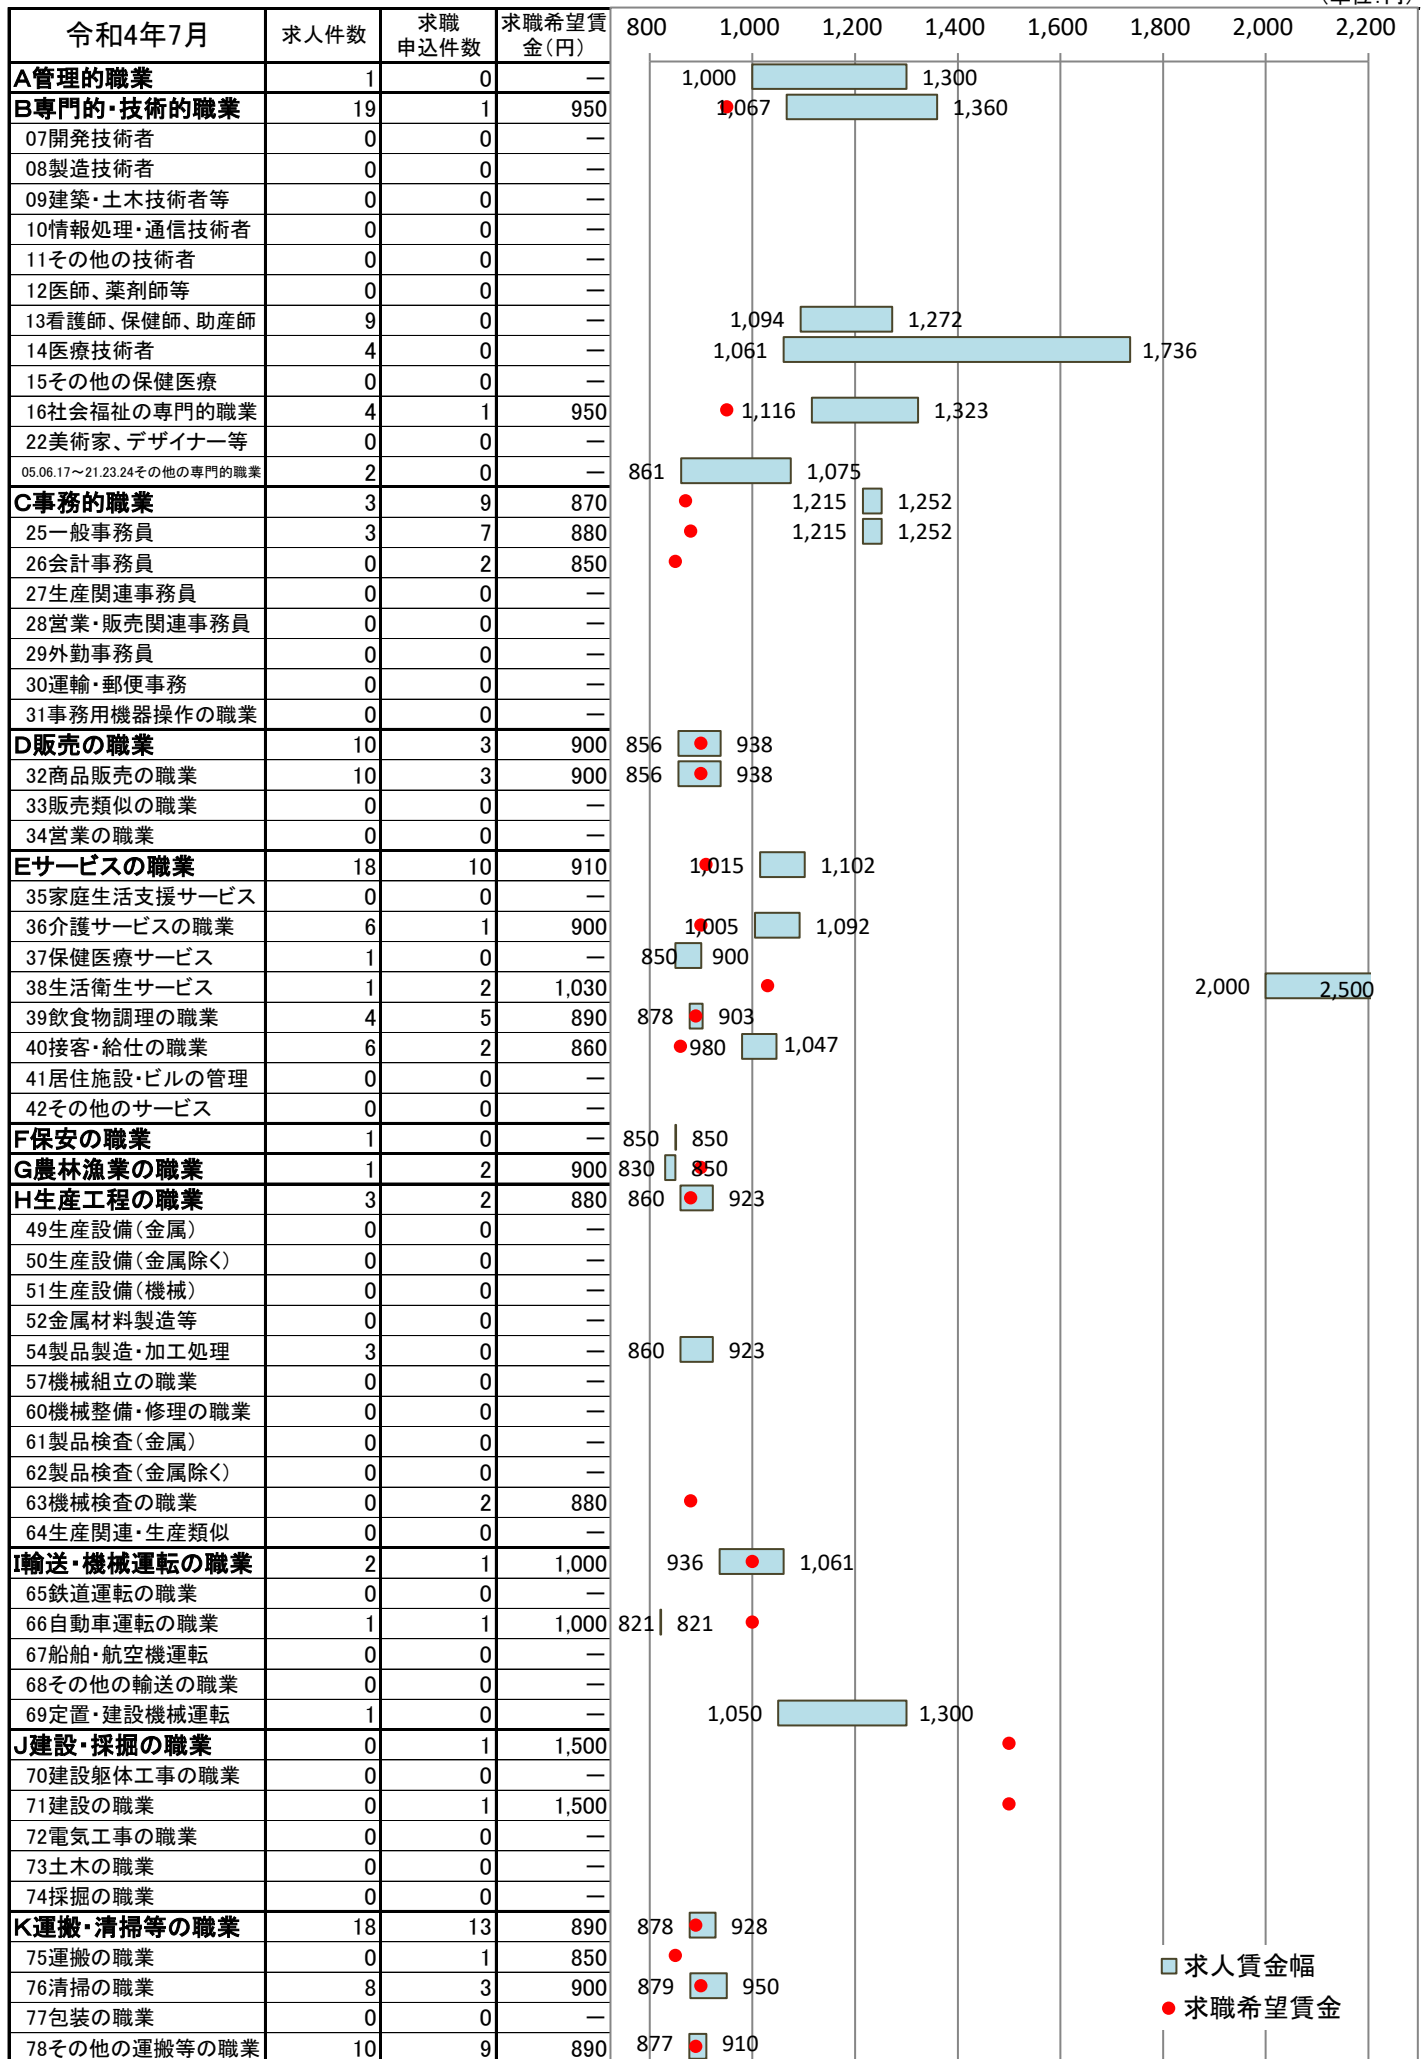 令和4年7月 求人件数 求職申込件数 求職希望賃金(円) 800 1,000 1,200 1,400 1,600 1,800 2,000 2,200
A管理的職業 1 0 ― 1,000 1,300
B専門的・技術的職業 19 1 950 1,067 1,360
07開発技術者 0 0 ―
08製造技術者 0 0 ―
09建築・土木技術者等 0 0 ―
10情報処理・通信技術者 0 0 ―
11その他の技術者 0 0 ―
12医師、薬剤師等 0 0 ―
13看護師、保健師、助産師 9 0 ― 1,094 1,272
14医療技術者 4 0 ― 1,061 1,736
15その他の保健医療 0 0 ―
16社会福祉の専門的職業 4 1 950 1,116 1,323
22美術家、デザイナー等 0 0 ―
05.06.17～21.23.24その他の専門的職業 2 0 ― 861 1,075
C事務的職業 3 9 870 1,215 1,252
25一般事務員 3 7 880 1,215 1,252
26会計事務員 0 2 850
27生産関連事務員 0 0 ―
28営業・販売関連事務員 0 0 ―
29外勤事務員 0 0 ―
30運輸・郵便事務 0 0 ―
31事務用機器操作の職業 0 0 ―
D販売の職業 10 3 900 856 938
32商品販売の職業 10 3 900 856 938
33販売類似の職業 0 0 ―
34営業の職業 0 0 ―
Eサービスの職業 18 10 910 1,015 1,102
35家庭生活支援サービス 0 0 ―
36介護サービスの職業 6 1 900 1,005 1,092
37保健医療サービス 1 0 ― 850 900
38生活衛生サービス 1 2 1,030 2,000 2,500
39飲食物調理の職業 4 5 890 878 903
40接客・給仕の職業 6 2 860 980 1,047
41居住施設・ビルの管理 0 0 ―
42その他のサービス 0 0 ―
F保安の職業 1 0 ― 850 850
G農林漁業の職業 1 2 900 830 850
H生産工程の職業 3 2 880 860 923
49生産設備(金属) 0 0 ―
50生産設備(金属除く) 0 0 ―
51生産設備(機械) 0 0 ―
52金属材料製造等 0 0 ―
54製品製造・加工処理 3 0 ― 860 923
57機械組立の職業 0 0 ―
60機械整備・修理の職業 0 0 ―
61製品検査(金属) 0 0 ―
62製品検査(金属除く) 0 0 ―
63機械検査の職業 0 2 880
64生産関連・生産類似 0 0 ―
I輸送・機械運転の職業 2 1 1,000 936 1,061
65鉄道運転の職業 0 0 ―
66自動車運転の職業 1 1 1,000 821 821
67船舶・航空機運転 0 0 ―
68その他の輸送の職業 0 0 ―
69定置・建設機械運転 1 0 ― 1,050 1,300
J建設・採掘の職業 0 1 1,500
70建設躯体工事の職業 0 0 ―
71建設の職業 0 1 1,500
72電気工事の職業 0 0 ―
73土木の職業 0 0 ―
74採掘の職業 0 0 ―
K運搬・清掃等の職業 18 13 890 878 928
75運搬の職業 0 1 850
76清掃の職業 8 3 900 879 950
77包装の職業 0 0 ―
78その他の運搬等の職業 10 9 890 877 910
求人賃金幅
求職希望賃金